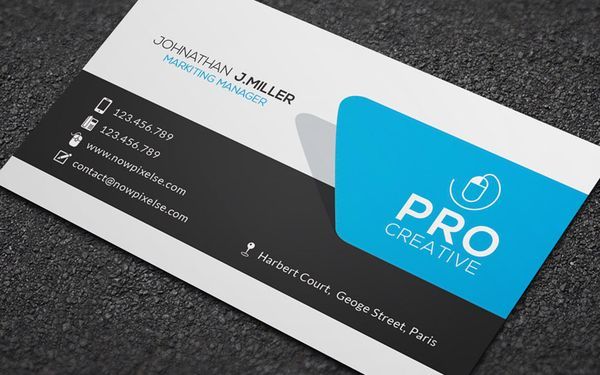 JOHNATHAN J.MILLER
MARKITING MANAGER
123.456.789
123.456.789
www.nowpixelse.com
contact@nowpixelse.com
PRO
CREATIVE
Harbert Court, Geoge Street, Paris